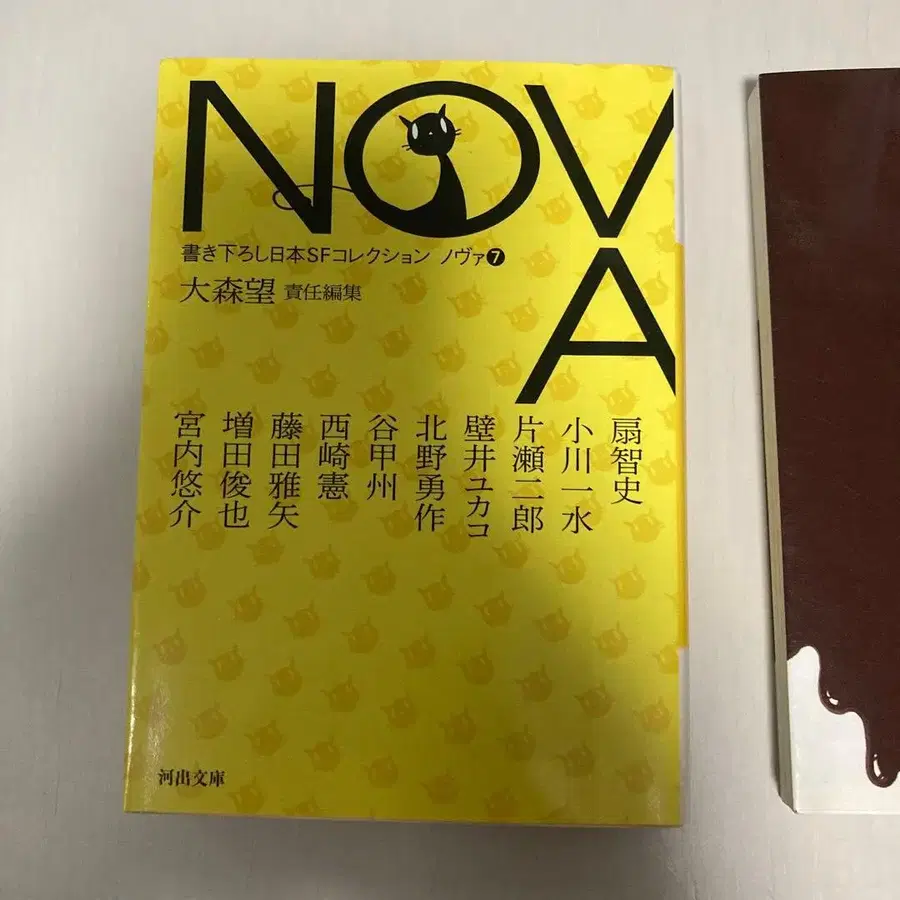 NOVA
書き下ろし日本SFコレクション ノヴァ❼
大森望 責任編集
扇智史
小川一水
片瀬二郎
壁井ユカコ
北野勇作
谷甲州
西崎憲
藤田雅矢
増田俊也
宮内悠介
河出文庫